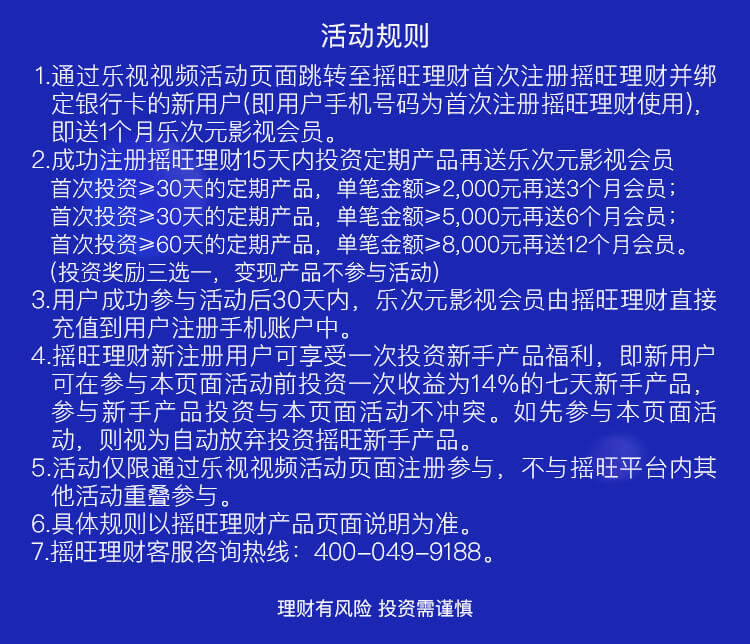 活动规则
1.通过乐视视频活动页面跳转至摇旺理财首次注册摇旺理财并绑
定银行卡的新用户(即用户手机号码为首次注册摇旺理财使用)，
即送1个月乐次元影视会员。
2.成功注册摇旺理财15天内投资定期产品再送乐次元影视会员
首次投资≥30天的定期产品，单笔金额≥2,000元再送3个月会员；
首次投资≥30天的定期产品，单笔金额≥5,000元再送6个月会员；
首次投资≥60天的定期产品，单笔金额≥8,000元再送12个月会员。
(投资奖励三选一，变现产品不参与活动)
3.用户成功参与活动后30天内，乐次元影视会员由摇旺理财直接
充值到用户注册手机账户中。
4.摇旺理财新注册用户可享受一次投资新手产品福利，即新用户
可在参与本页面活动前投资一次收益为14%的七天新手产品，
参与新手产品投资与本页面活动不冲突。如先参与本页面活
动，则视为自动放弃投资摇旺新手产品。
5.活动仅限通过乐视视频活动页面注册参与，不与摇旺平台内其
他活动重叠参与。
6.具体规则以摇旺理财产品页面说明为准。
7.摇旺理财客服咨询热线：400-049-9188。
理财有风险 投资需谨慎